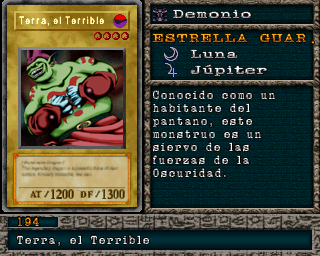 Terra, el Terrible
AT/1200 DF/1300
Demonio
ESTRELLA GUAR.
Luna
Júpiter
Conocido como un
habitante del
pantano, este
monstruo es un
siervo de las
fuerzas de la
Oscuridad.
194
Terra, el Terrible